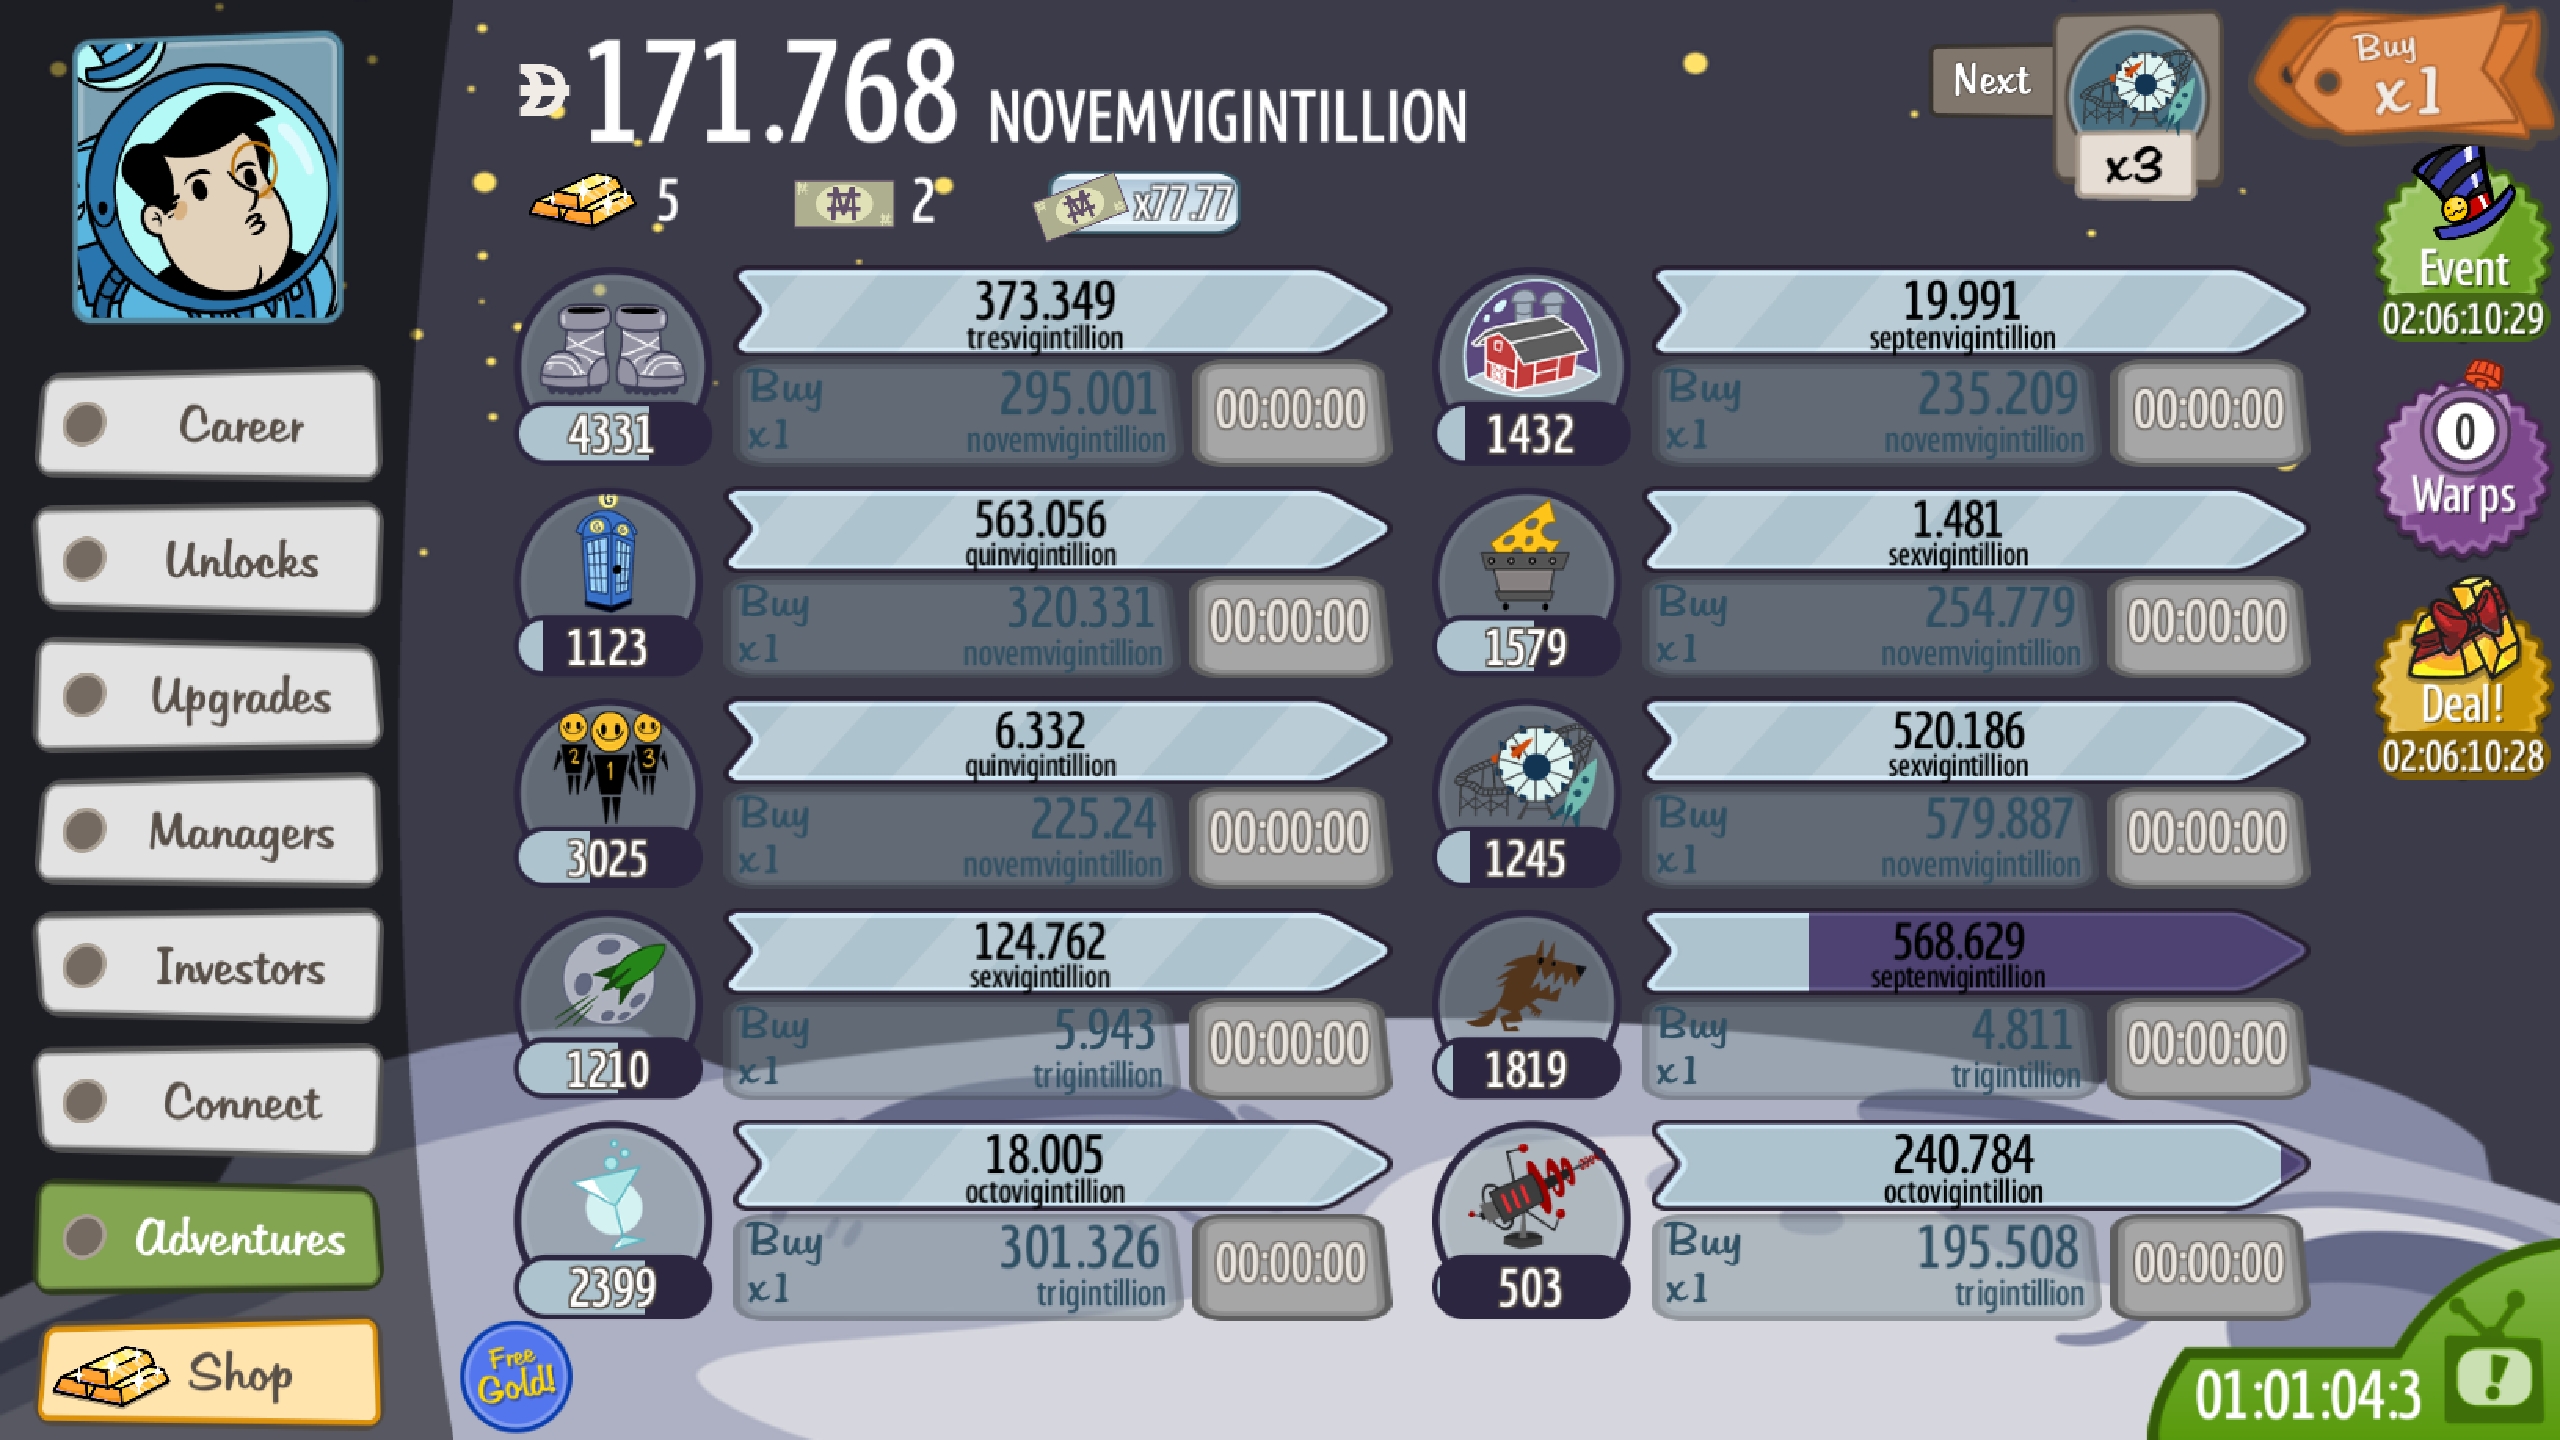 171.768 NOVEMVIGINTILLION
Next
x3
Buy
x1
5
2
x77.77
Event
02:06:10:29
0
Warps
Deal!
02:06:10:28
Career
Unlocks
Upgrades
Managers
Investors
Connect
Adventures
Shop
373.349
tresvigintillion
4331
Buy
x1
295.001
novemvigintillion
00:00:00
19.991
septenvigintillion
1432
Buy
x1
235.209
novemvigintillion
00:00:00
G
563.056
quinvigintillion
1123
Buy
x1
320.331
novemvigintillion
00:00:00
1.481
sexvigintillion
1579
Buy
x1
254.779
novemvigintillion
00:00:00
2 1 3
6.332
quinvigintillion
3025
Buy
x1
225.24
novemvigintillion
00:00:00
520.186
sexvigintillion
1245
Buy
x1
579.887
novemvigintillion
00:00:00
124.762
sexvigintillion
1210
Buy
x1
5.943
trigintillion
00:00:00
568.629
septenvigintillion
1819
Buy
x1
4.811
trigintillion
00:00:00
18.005
octovigintillion
2399
Buy
x1
301.326
trigintillion
00:00:00
240.784
octovigintillion
503
Buy
x1
195.508
trigintillion
00:00:00
Free
Gold!
01:01:04:3
!